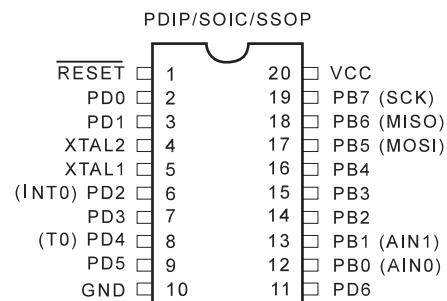 PDIP/SOIC/SSOP
RESET 1 20 VCC
PD0 2 19 PB7 (SCK)
PD1 3 18 PB6 (MISO)
XTAL2 4 17 PB5 (MOSI)
XTAL1 5 16 PB4
(INT0) PD2 6 15 PB3
PD3 7 14 PB2
(T0) PD4 8 13 PB1 (AIN1)
PD5 9 12 PB0 (AIN0)
GND 10 11 PD6